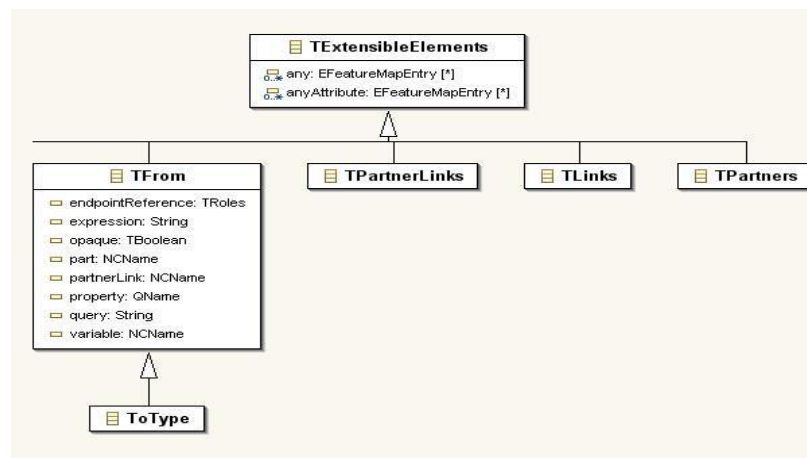 TExtensibleElements
any: EFeatureMapEntry [*]
anyAttribute: EFeatureMapEntry [*]
TFrom
endpointReference: TRoles
expression: String
opaque: TBoolean
part: NCName
partnerLink: NCName
property: QName
query: String
variable: NCName
TPartnerLinks
TLinks
TPartners
ToType